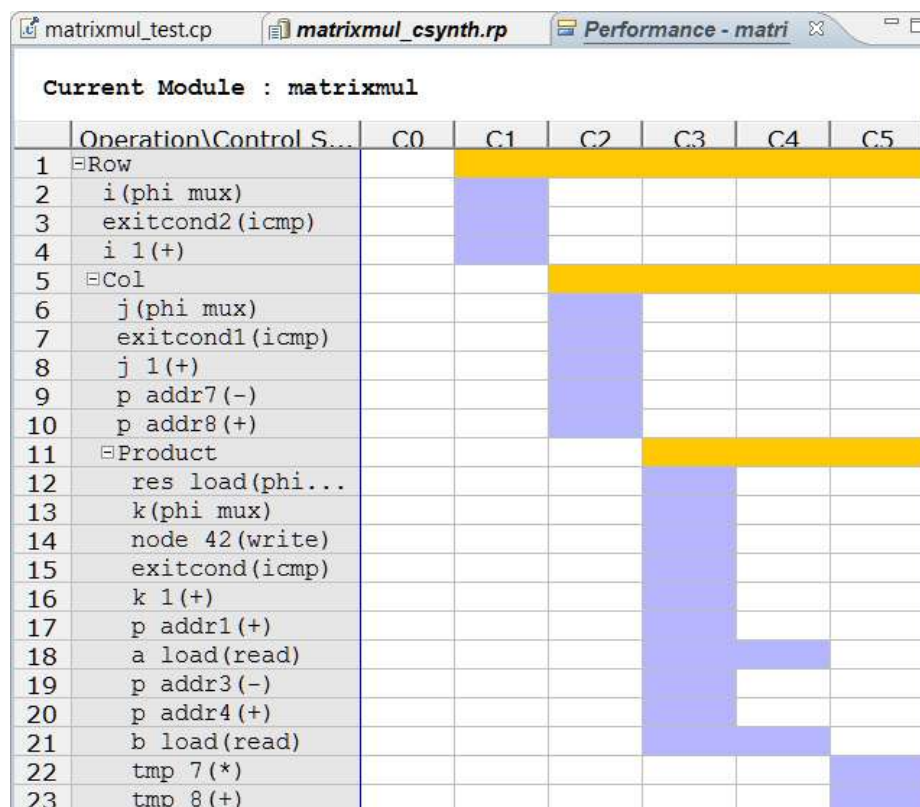 matrixmul_test.cp matrixmul_csynth.rp Performance - matri
Current Module : matrixmul
Operation\Control S... C0 C1 C2 C3 C4 C5
1 Row
2 i(phi mux)
3 exitcond2(icmp)
4 i 1(+)
5 Col
6 j(phi mux)
7 exitcond1(icmp)
8 j 1(+)
9 p addr7(-)
10 p addr8(+)
11 Product
12 res load(phi...
13 k(phi mux)
14 node 42(write)
15 exitcond(icmp)
16 k 1(+)
17 p addr1(+)
18 a load(read)
19 p addr3(-)
20 p addr4(+)
21 b load(read)
22 tmp 7(*)
23 tmp 8(+)